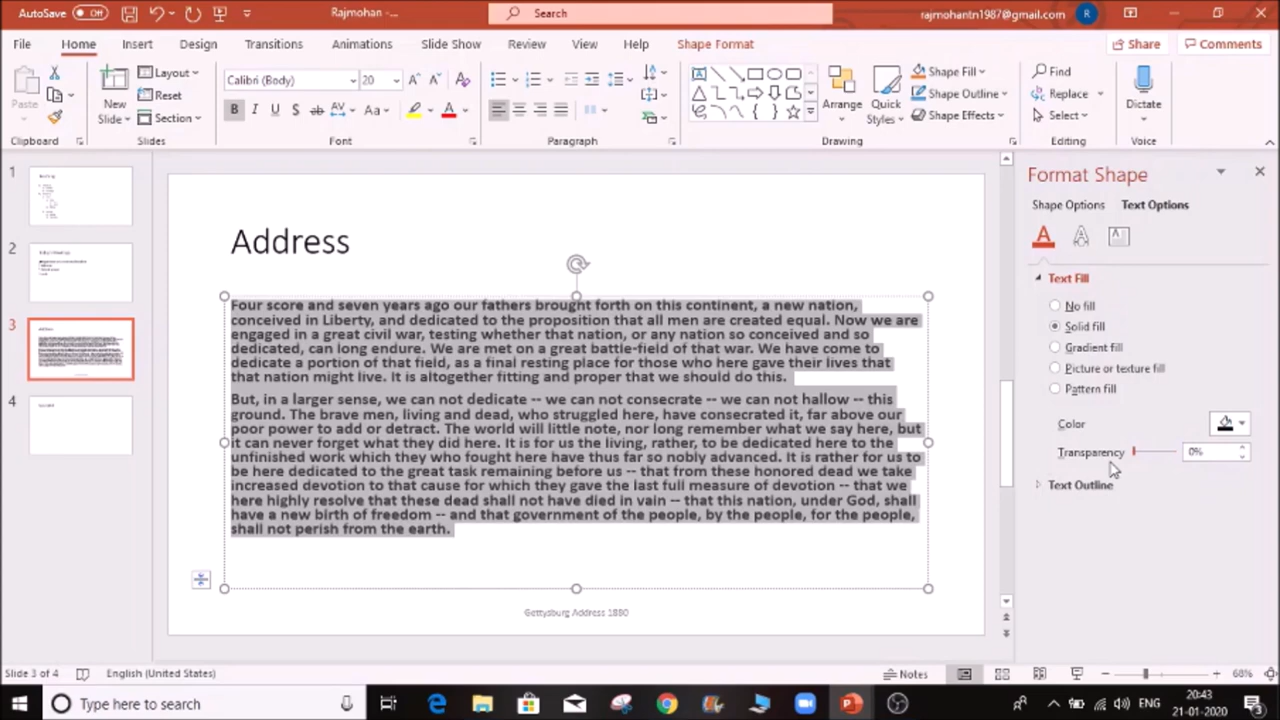 AutoSave Off Rajmohan -... Search rajmohantn1987@gmail.com R
File Home Insert Design Transitions Animations Slide Show Review View Help Shape Format Share Comments
Paste New Slide Layout Reset Section Calibri (Body) 20 Aa Arrange Quick Styles Shape Fill Shape Outline Shape Effects Find Replace Select Dictate
Clipboard Slides Font Paragraph Drawing Editing Voice
1
2
3
4
Address
Four score and seven years ago our fathers brought forth on this continent, a new nation,
conceived in Liberty, and dedicated to the proposition that all men are created equal. Now we are
engaged in a great civil war, testing whether that nation, or any nation so conceived and so
dedicated, can long endure. We are met on a great battle-field of that war. We have come to
dedicate a portion of that field, as a final resting place for those who here gave their lives that
that nation might live. It is altogether fitting and proper that we should do this.
But, in a larger sense, we can not dedicate -- we can not consecrate -- we can not hallow -- this
ground. The brave men, living and dead, who struggled here, have consecrated it, far above our
poor power to add or detract. The world will little note, nor long remember what we say here, but
it can never forget what they did here. It is for us the living, rather, to be dedicated here to the
unfinished work which they who fought here have thus far so nobly advanced. It is rather for us to
be here dedicated to the great task remaining before us -- that from these honored dead we take
increased devotion to that cause for which they gave the last full measure of devotion -- that we
here highly resolve that these dead shall not have died in vain -- that this nation, under God, shall
have a new birth of freedom -- and that government of the people, by the people, for the people,
shall not perish from the earth.
Gettysburg Address 1880
Format Shape
Shape Options Text Options
Text Fill
No fill
Solid fill
Gradient fill
Picture or texture fill
Pattern fill
Color
Transparency 0%
Text Outline
Slide 3 of 4 English (United States) Notes 68%
Type here to search ENG 20:43 21-01-2020 3